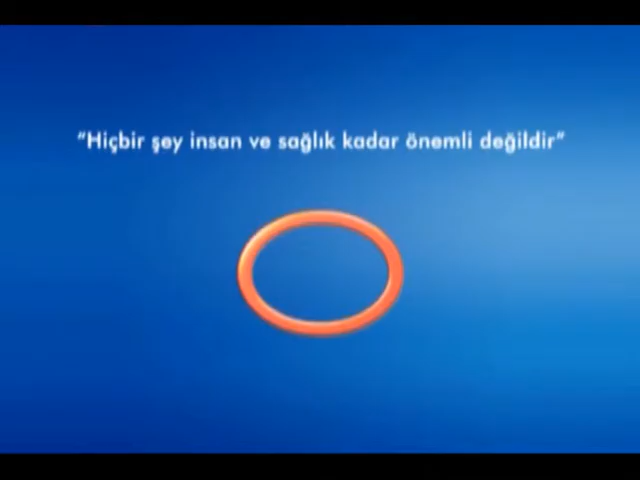 “Hiçbir şey insan ve sağlık kadar önemli değildir”